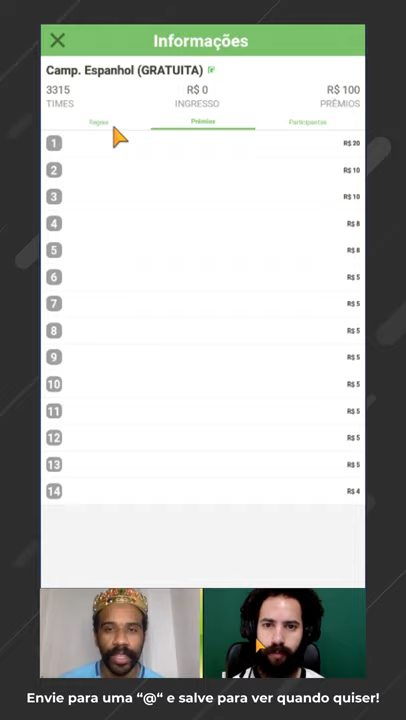 Informações
Camp. Espanhol (GRATUITA)
3315 R$ 0 R$ 100
TIMES INGRESSO PRÊMIOS
Regras Prêmios Participantes
1 R$ 20
2 R$ 10
3 R$ 10
4 R$ 8
5 R$ 8
6 R$ 5
7 R$ 5
8 R$ 5
9 R$ 5
10 R$ 5
11 R$ 5
12 R$ 5
13 R$ 5
14 R$ 4
Envie para uma “@“ e salve para ver quando quiser!